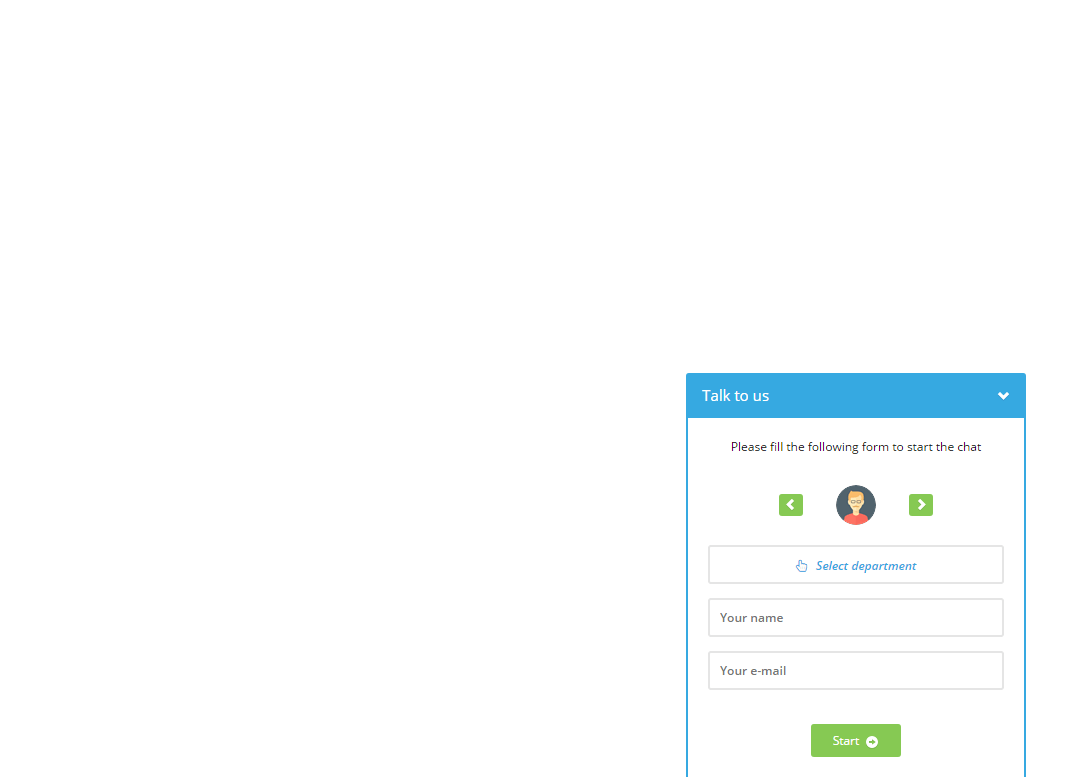 Talk to us
Please fill the following form to start the chat
Select department
Your name
Your e-mail
Start